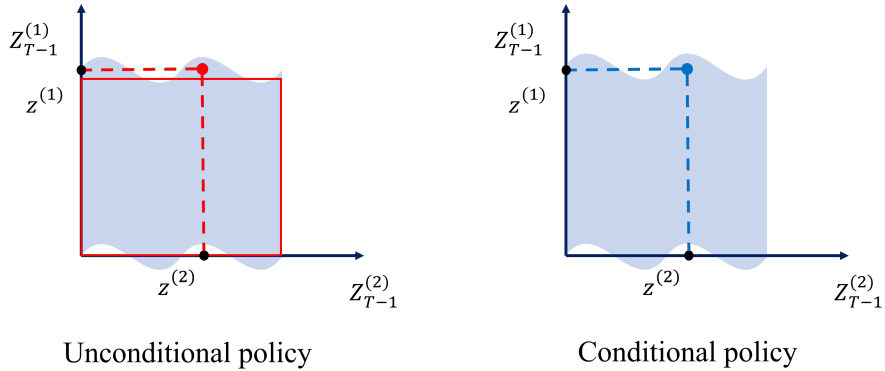 Z_{T-1}^{(1)}
z^{(1)}
z^{(2)}
Z_{T-1}^{(2)}
Unconditional policy
Z_{T-1}^{(1)}
z^{(1)}
z^{(2)}
Z_{T-1}^{(2)}
Conditional policy